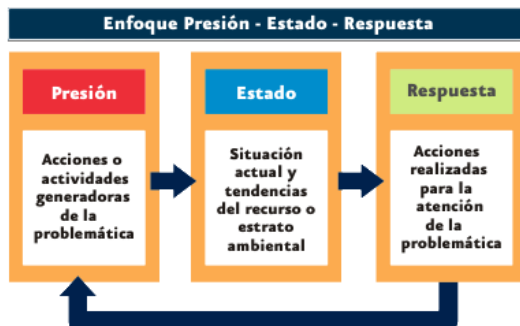 Enfoque Presión - Estado - Respuesta
Presión
Acciones o
actividades
generadoras
de la
problemática
Estado
Situación
actual y
tendencias
del recurso o
estrato
ambiental
Respuesta
Acciones
realizadas
para la
atención
de la
problemática